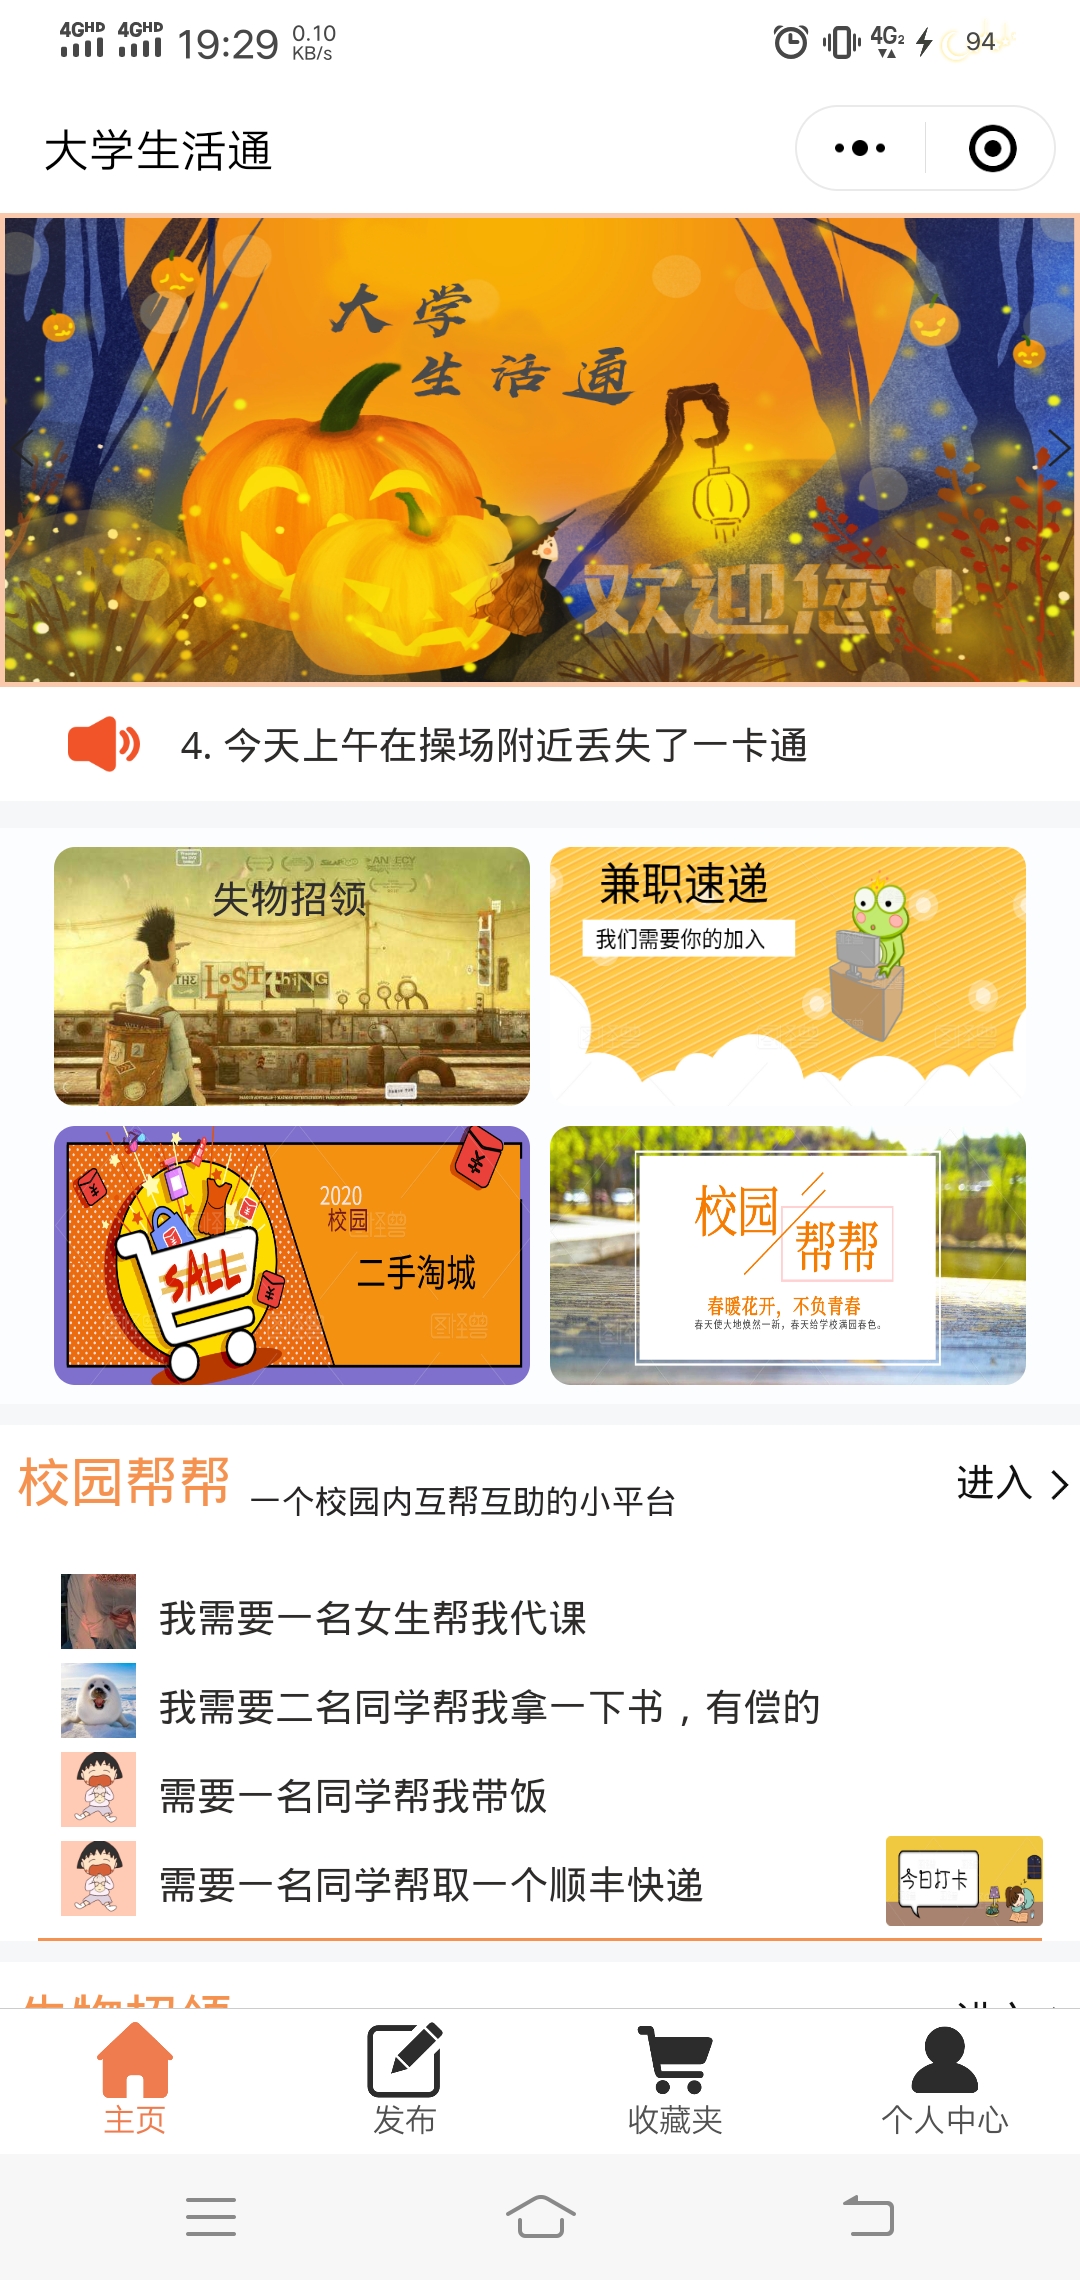 4GHD 4GHD 19:29 0.10 KB/s 4G2 94
大学生活通
大学
生活通
欢迎您！
4. 今天上午在操场附近丢失了一卡通
失物招领
THE LOST thing
兼职速递
我们需要你的加入
SALL
2020
校园
二手淘城
校园
帮帮
春暖花开，不负青春
春天使大地焕然一新，春天给学校满园春色。
校园帮帮 一个校园内互帮互助的小平台 进入
我需要一名女生帮我代课
我需要二名同学帮我拿一下书，有偿的
需要一名同学帮我带饭
需要一名同学帮取一个顺丰快递
今日打卡
失物招领 进入
主页 发布 收藏夹 个人中心